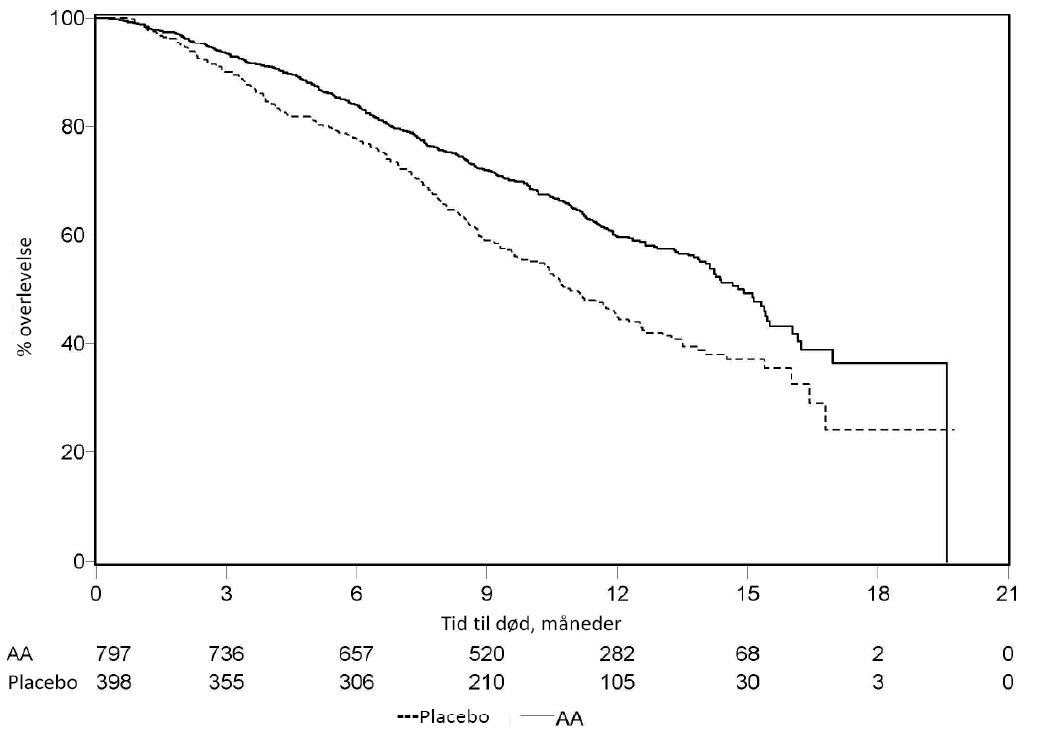 100
80
60
40
20
0
% overlevelse
0 3 6 9 12 15 18 21
Tid til død, måneder
AA 797 736 657 520 282 68 2 0
Placebo 398 355 306 210 105 30 3 0
Placebo AA